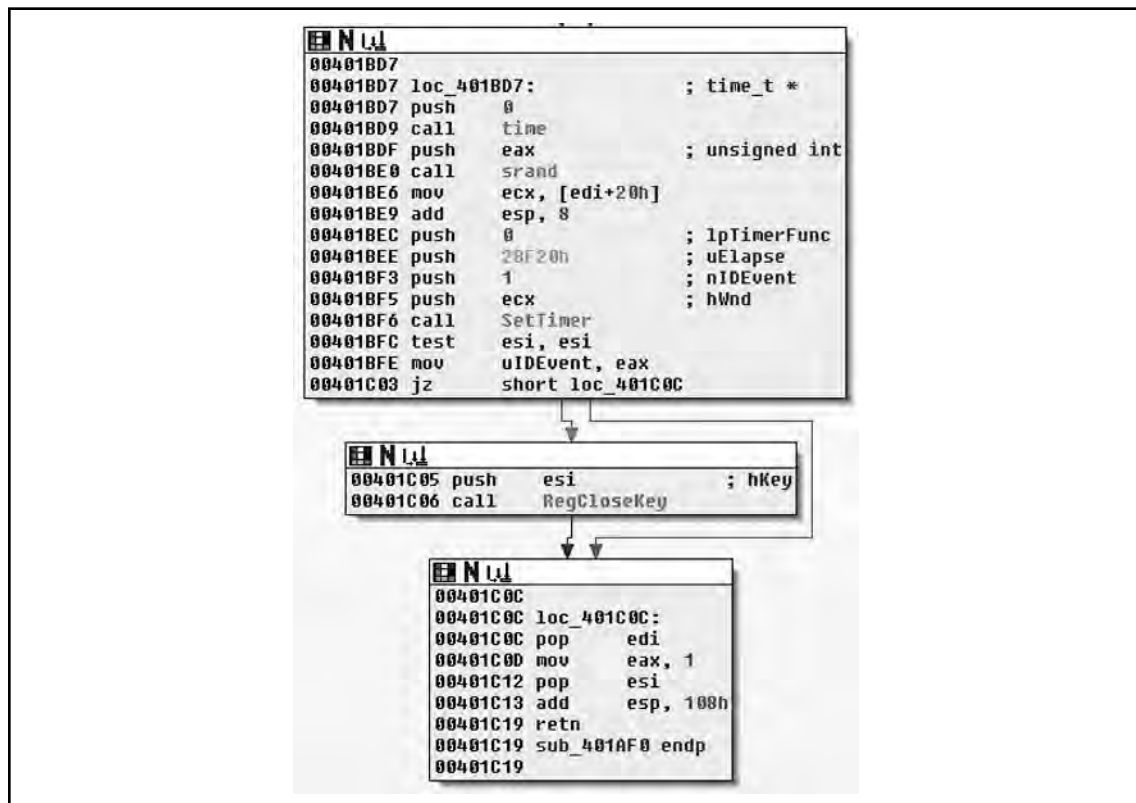 00401BD7
00401BD7 loc_401BD7: ; time_t *
00401BD7 push 0
00401BD9 call time
00401BDF push eax ; unsigned int
00401BE0 call srand
00401BE6 mov ecx, [edi+20h]
00401BE9 add esp, 8
00401BEC push 0 ; lpTimerFunc
00401BEE push 28F20h ; uElapse
00401BF3 push 1 ; nIDEvent
00401BF5 push ecx ; hWnd
00401BF6 call SetTimer
00401BFC test esi, esi
00401BFE mov uIDEvent, eax
00401C03 jz short loc_401C0C
00401C05 push esi ; hKey
00401C06 call RegCloseKey
00401C0C
00401C0C loc_401C0C:
00401C0C pop edi
00401C0D mov eax, 1
00401C12 pop esi
00401C13 add esp, 108h
00401C19 retn
00401C19 sub_401AF0 endp
00401C19